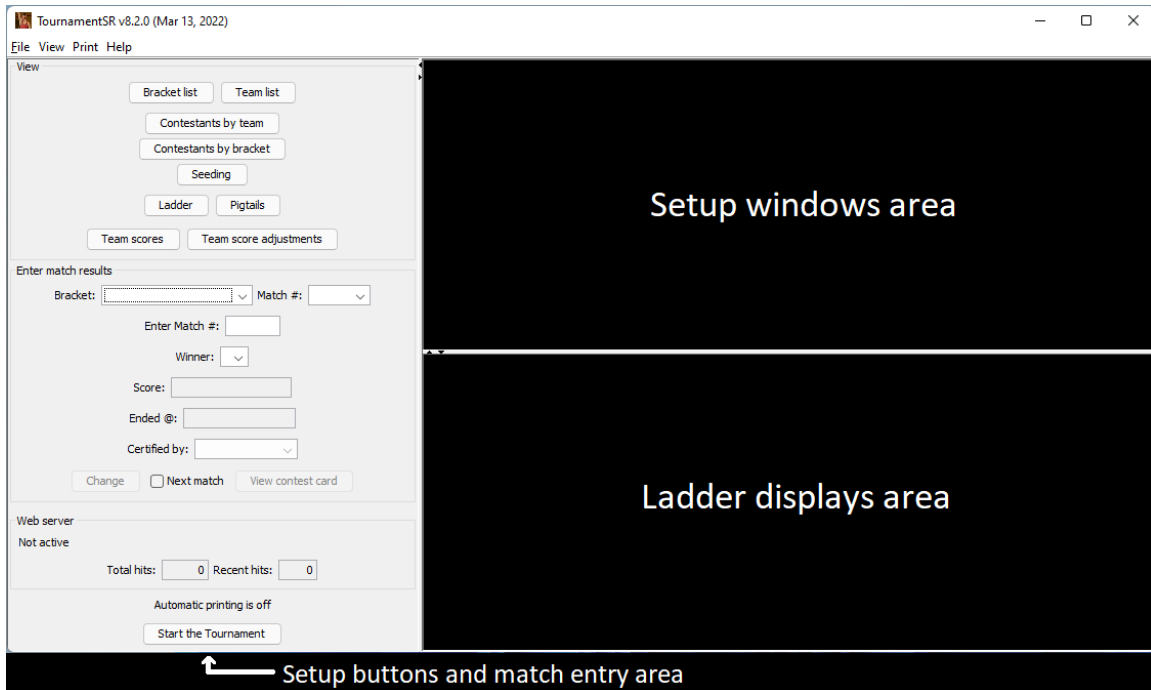 TournamentSR v8.2.0 (Mar 13, 2022)
File View Print Help
View
Bracket list Team list
Contestants by team
Contestants by bracket
Seeding
Ladder Pigtails
Team scores Team score adjustments
Enter match results
Bracket: Match #:
Enter Match #:
Winner:
Score:
Ended @:
Certified by:
Change Next match View contest card
Web server
Not active
Total hits: 0 Recent hits: 0
Automatic printing is off
Start the Tournament
Setup windows area
Ladder displays area
Setup buttons and match entry area